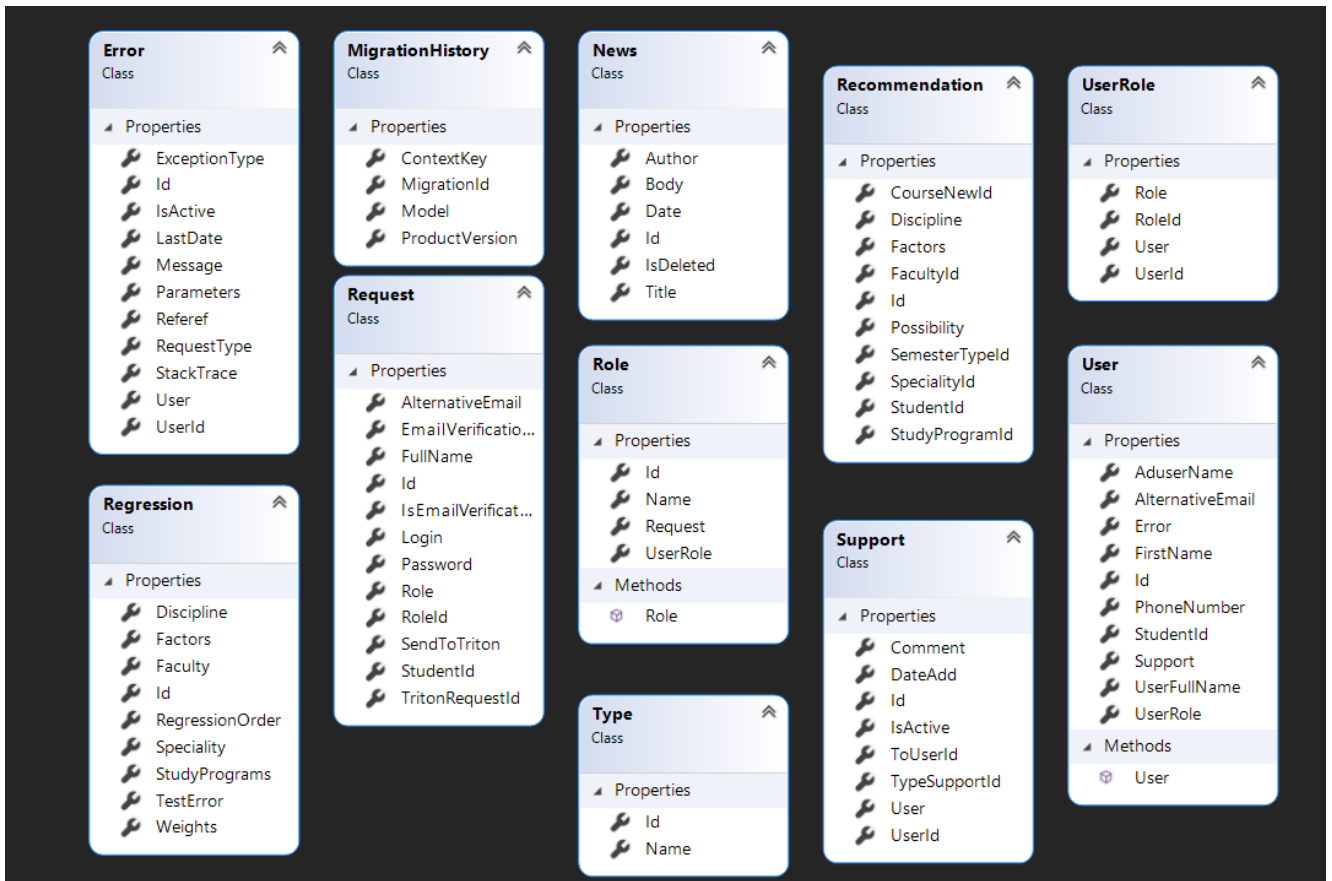 Error
Class
Properties
ExceptionType
Id
IsActive
LastDate
Message
Parameters
Referef
RequestType
StackTrace
User
UserId
Regression
Class
Properties
Discipline
Factors
Faculty
Id
RegressionOrder
Speciality
StudyPrograms
TestError
Weights
MigrationHistory
Class
Properties
ContextKey
MigrationId
Model
ProductVersion
Request
Class
Properties
AlternativeEmail
EmailVerificatio...
FullName
Id
IsEmailVerificat...
Login
Password
Role
RoleId
SendToTriton
StudentId
TritonRequestId
News
Class
Properties
Author
Body
Date
Id
IsDeleted
Title
Role
Class
Properties
Id
Name
Request
UserRole
Methods
Role
Type
Class
Properties
Id
Name
Recommendation
Class
Properties
CourseNewId
Discipline
Factors
FacultyId
Id
Possibility
SemesterTypeId
SpecialityId
StudentId
StudyProgramId
Support
Class
Properties
Comment
DateAdd
Id
IsActive
ToUserId
TypeSupportId
User
UserId
UserRole
Class
Properties
Role
RoleId
User
UserId
User
Class
Properties
AduserName
AlternativeEmail
Error
FirstName
Id
PhoneNumber
StudentId
Support
UserFullName
UserRole
Methods
User